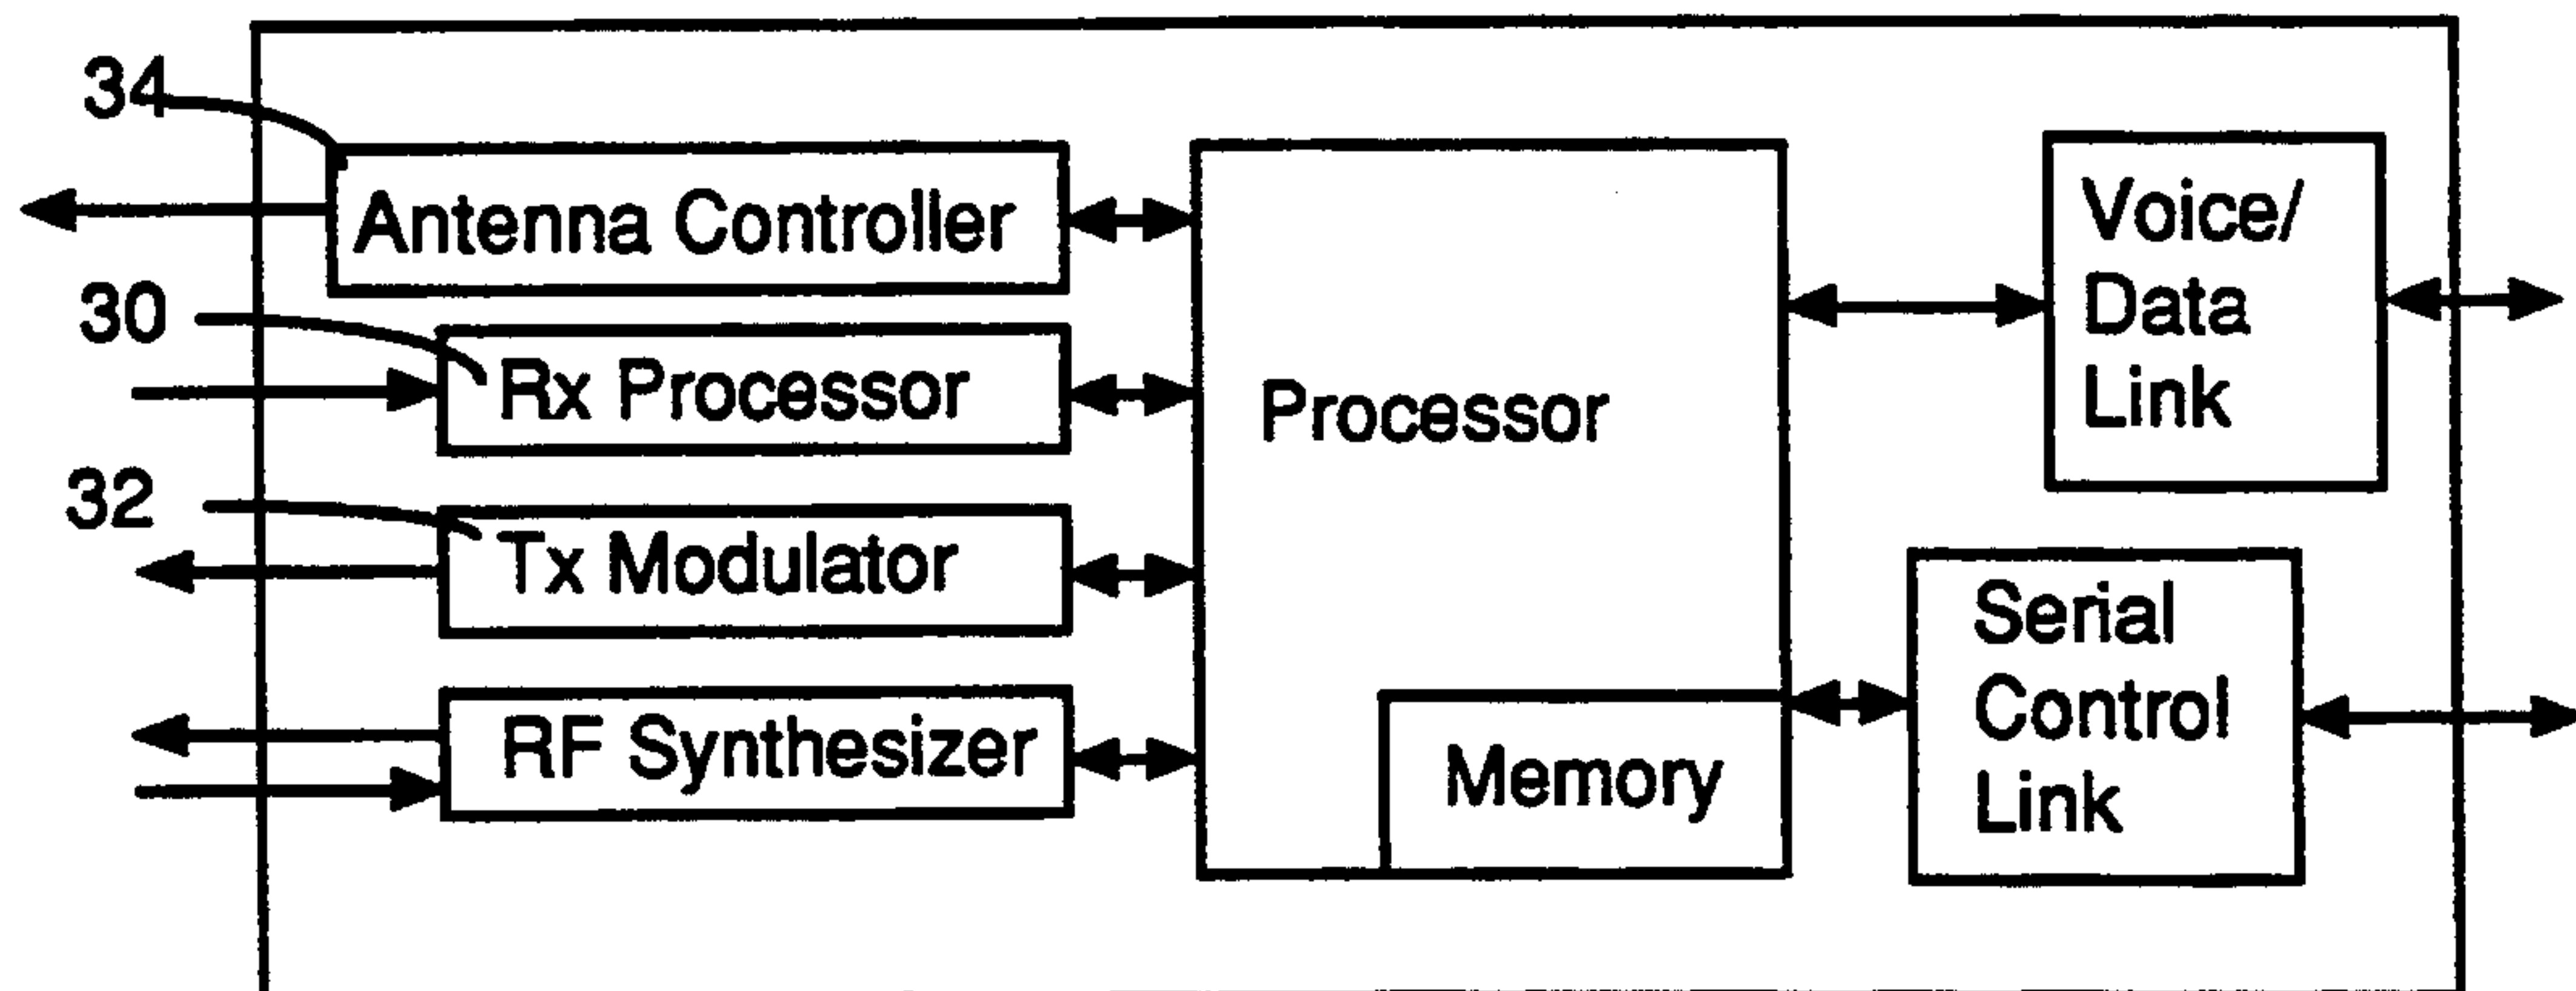 34
Antenna Controller
30
Rx Processor
32
Tx Modulator
RF Synthesizer
Processor
Memory
Voice/
Data
Link
Serial
Control
Link